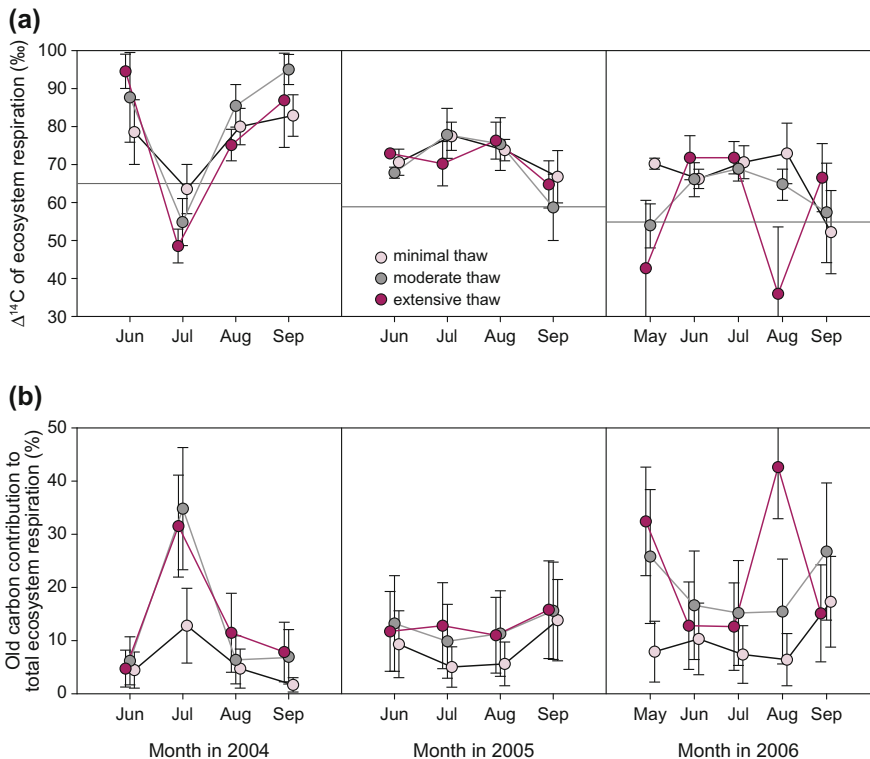 (a)
Δ¹⁴C of ecosystem respiration (‰)
100
90
80
70
60
50
40
30
minimal thaw
moderate thaw
extensive thaw
Jun Jul Aug Sep
Jun Jul Aug Sep
May Jun Jul Aug Sep
(b)
Old carbon contribution to
total ecosystem respiration (%)
50
40
30
20
10
0
Jun Jul Aug Sep
Jun Jul Aug Sep
May Jun Jul Aug Sep
Month in 2004
Month in 2005
Month in 2006